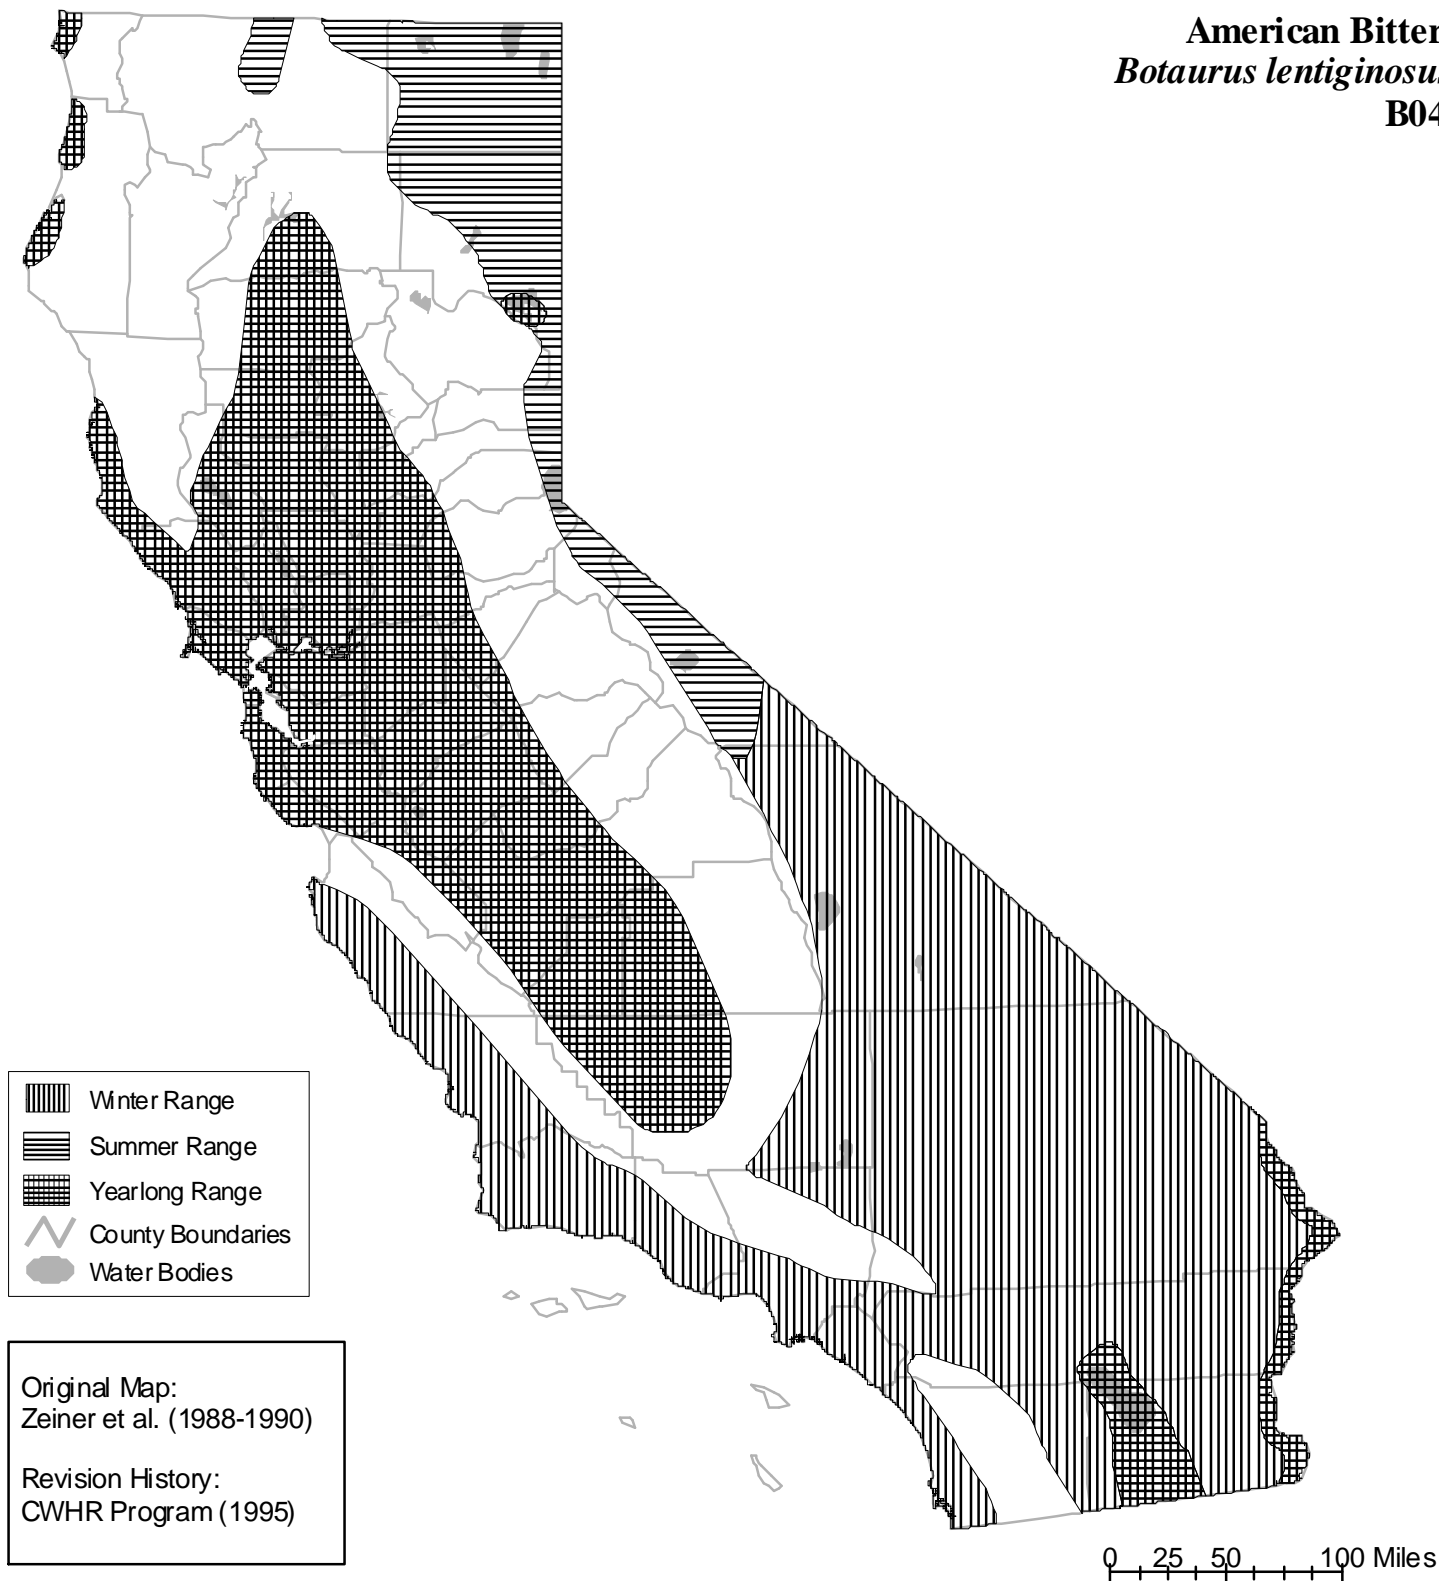 American Bitter
Botaurus lentiginosu
B04
Winter Range
Summer Range
Yearlong Range
County Boundaries
Water Bodies
Original Map:
Zeiner et al. (1988-1990)
Revision History:
CWHR Program (1995)
0 25 50 100 Miles